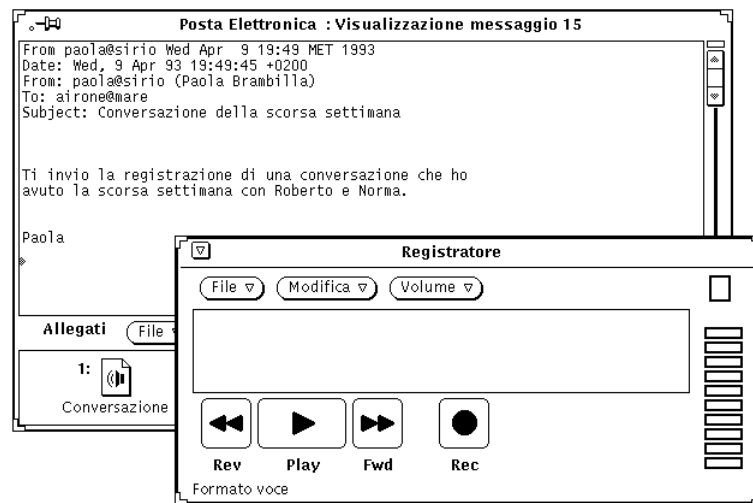 Posta Elettronica : Visualizzazione messaggio 15
From paola@sirio Wed Apr  9 19:49 MET 1993
Date: Wed, 9 Apr 93 19:49:45 +0200
From: paola@sirio (Paola Brambilla)
To: airone@mare
Subject: Conversazione della scorsa settimana
Ti invio la registrazione di una conversazione che ho
avuto la scorsa settimana con Roberto e Norma.
Paola
Allegati File
1:
Conversazione
Registratore
File Modifica Volume
Rev Play Fwd Rec
Formato voce